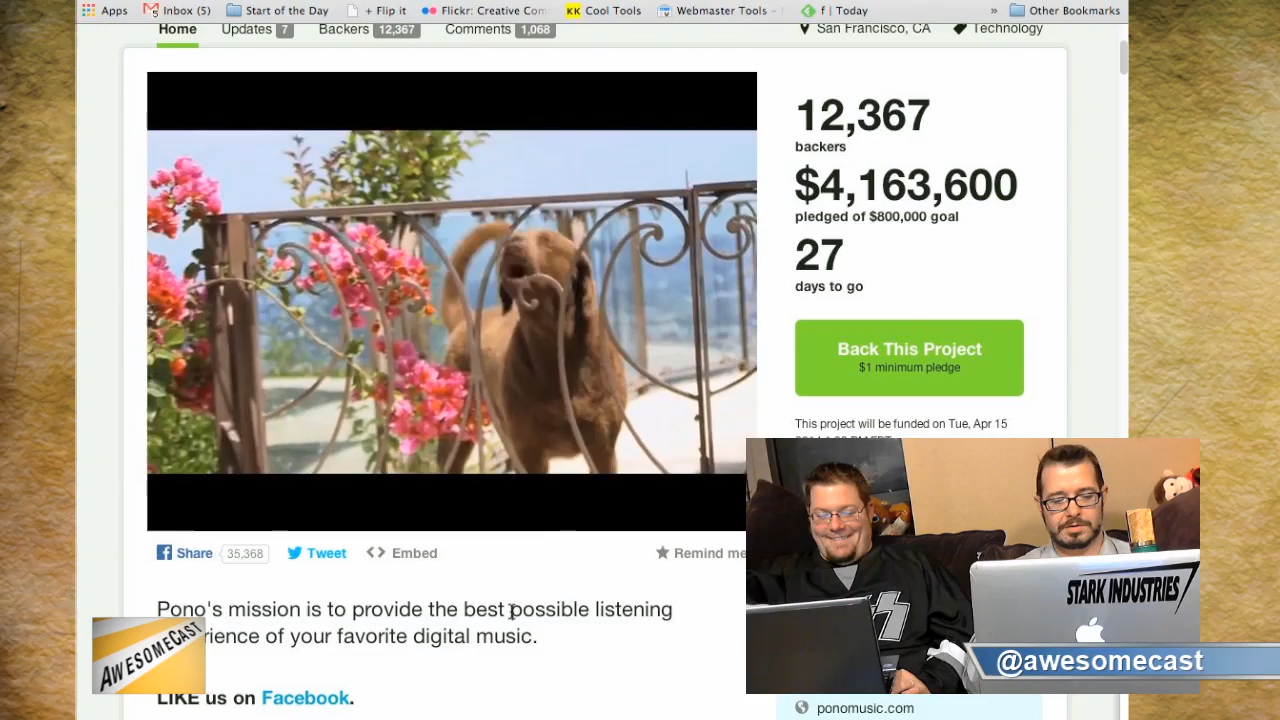 Apps Inbox (5) Start of the Day + Flip it Flickr: Creative Com KK Cool Tools Webmaster Tools - f | Today » Other Bookmarks
Home Updates 7 Backers 12,367 Comments 1,068 San Francisco, CA Technology
12,367
backers
$4,163,600
pledged of $800,000 goal
27
days to go
Back This Project
$1 minimum pledge
This project will be funded on Tue, Apr 15
Share 35,368 Tweet Embed Remind me
Pono's mission is to provide the best possible listening
rience of your favorite digital music.
LIKE us on Facebook.
AWESOMECAST
STARK INDUSTRIES
@awesomecast
ponomusic.com